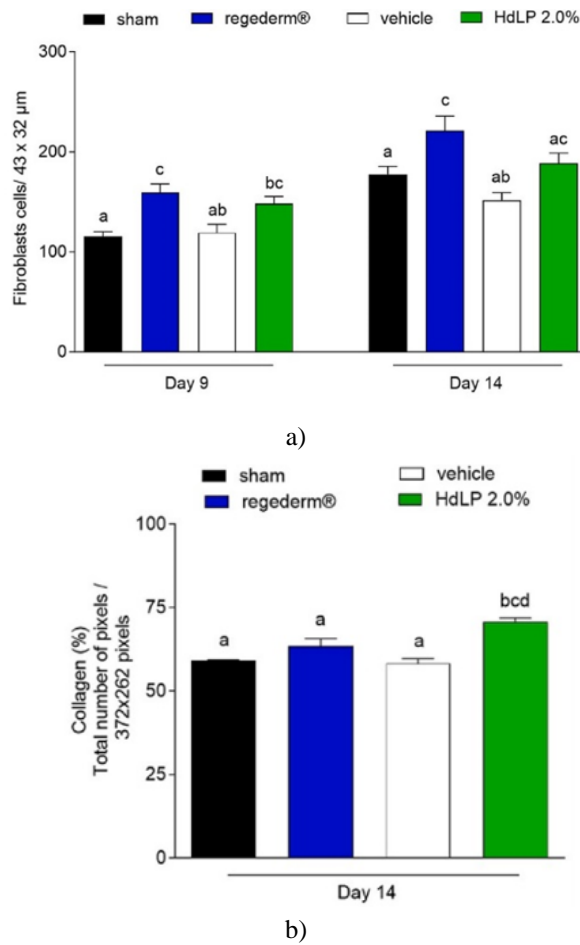 sham regederm® vehicle HdLP 2.0%
300
200
100
0
Fibroblasts cells/ 43 x 32 µm
a c ab bc
a c ab ac
Day 9 Day 14
a)
sham vehicle
regederm® HdLP 2.0%
100
75
50
25
0
Collagen (%)
Total number of pixels /
372x262 pixels
a a a bcd
Day 14
b)